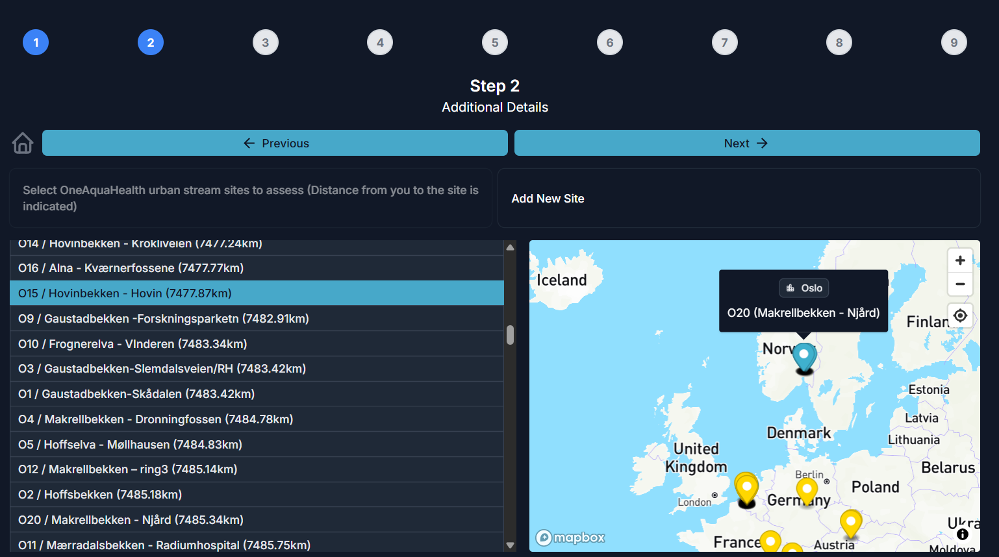 1 2 3 4 5 6 7 8 9
Step 2
Additional Details
← Previous
Next →
Select OneAquaHealth urban stream sites to assess (Distance from you to the site is
indicated)
Add New Site
O14 / Hovinbekken - Krokliveien (7477.24km)
O16 / Alna - Kværnerfossene (7477.77km)
O15 / Hovinbekken - Hovin (7477.87km)
O9 / Gaustadbekken -Forskningsparketn (7482.91km)
O10 / Frognerelva - VInderen (7483.34km)
O3 / Gaustadbekken-Slemdalsveien/RH (7483.42km)
O1 / Gaustadbekken-Skådalen (7483.42km)
O4 / Makrellbekken - Dronningfossen (7484.78km)
O5 / Hoffselva - Møllhausen (7484.83km)
O12 / Makrellbekken – ring3 (7485.14km)
O2 / Hoffsbekken (7485.18km)
O20 / Makrellbekken - Njård (7485.34km)
O11 / Mærradalsbekken - Radiumhospital (7485.75km)
Iceland
Oslo
O20 (Makrellbekken - Njård)
Finlan
Norw
Estonia
Latvia
Denmark
Lithuania
United
Kingdom
Belarus
Berlin
Poland
London
Germany
Ukra
mapbox
France
Austria
Moldova